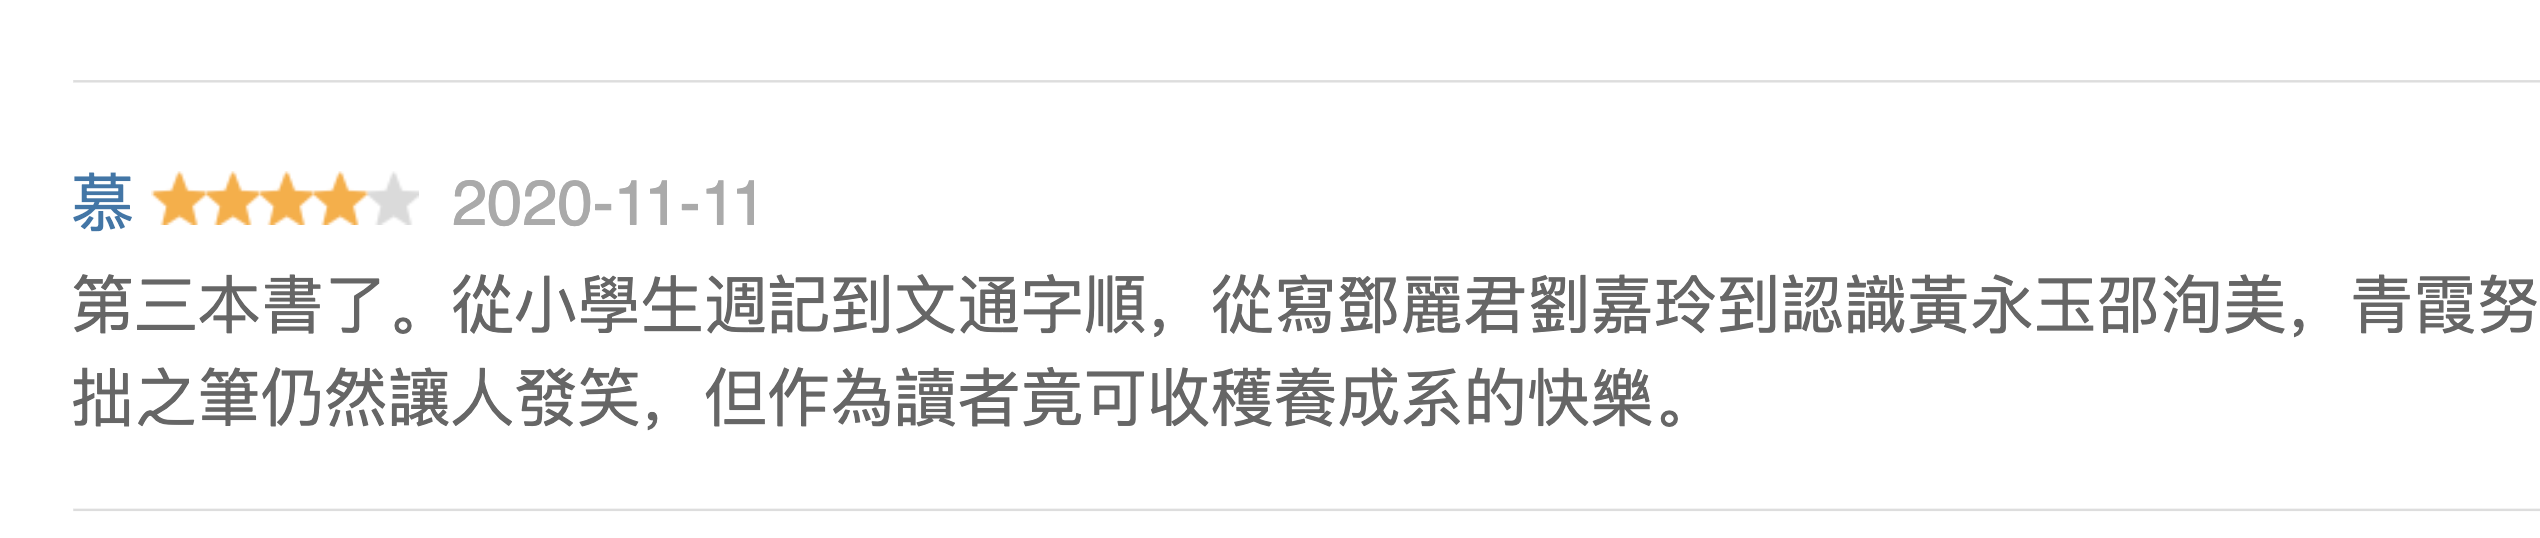 慕 2020-11-11
第三本書了。從小學生週記到文通字順，從寫鄧麗君劉嘉玲到認識黃永玉邵洵美，青霞努
拙之筆仍然讓人發笑，但作為讀者竟可收穫養成系的快樂。